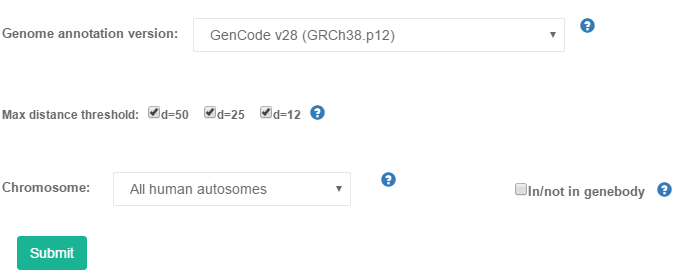 Genome annotation version: GenCode v28 (GRCh38.p12)
Max distance threshold: d=50 d=25 d=12
Chromosome: All human autosomes In/not in genebody
Submit